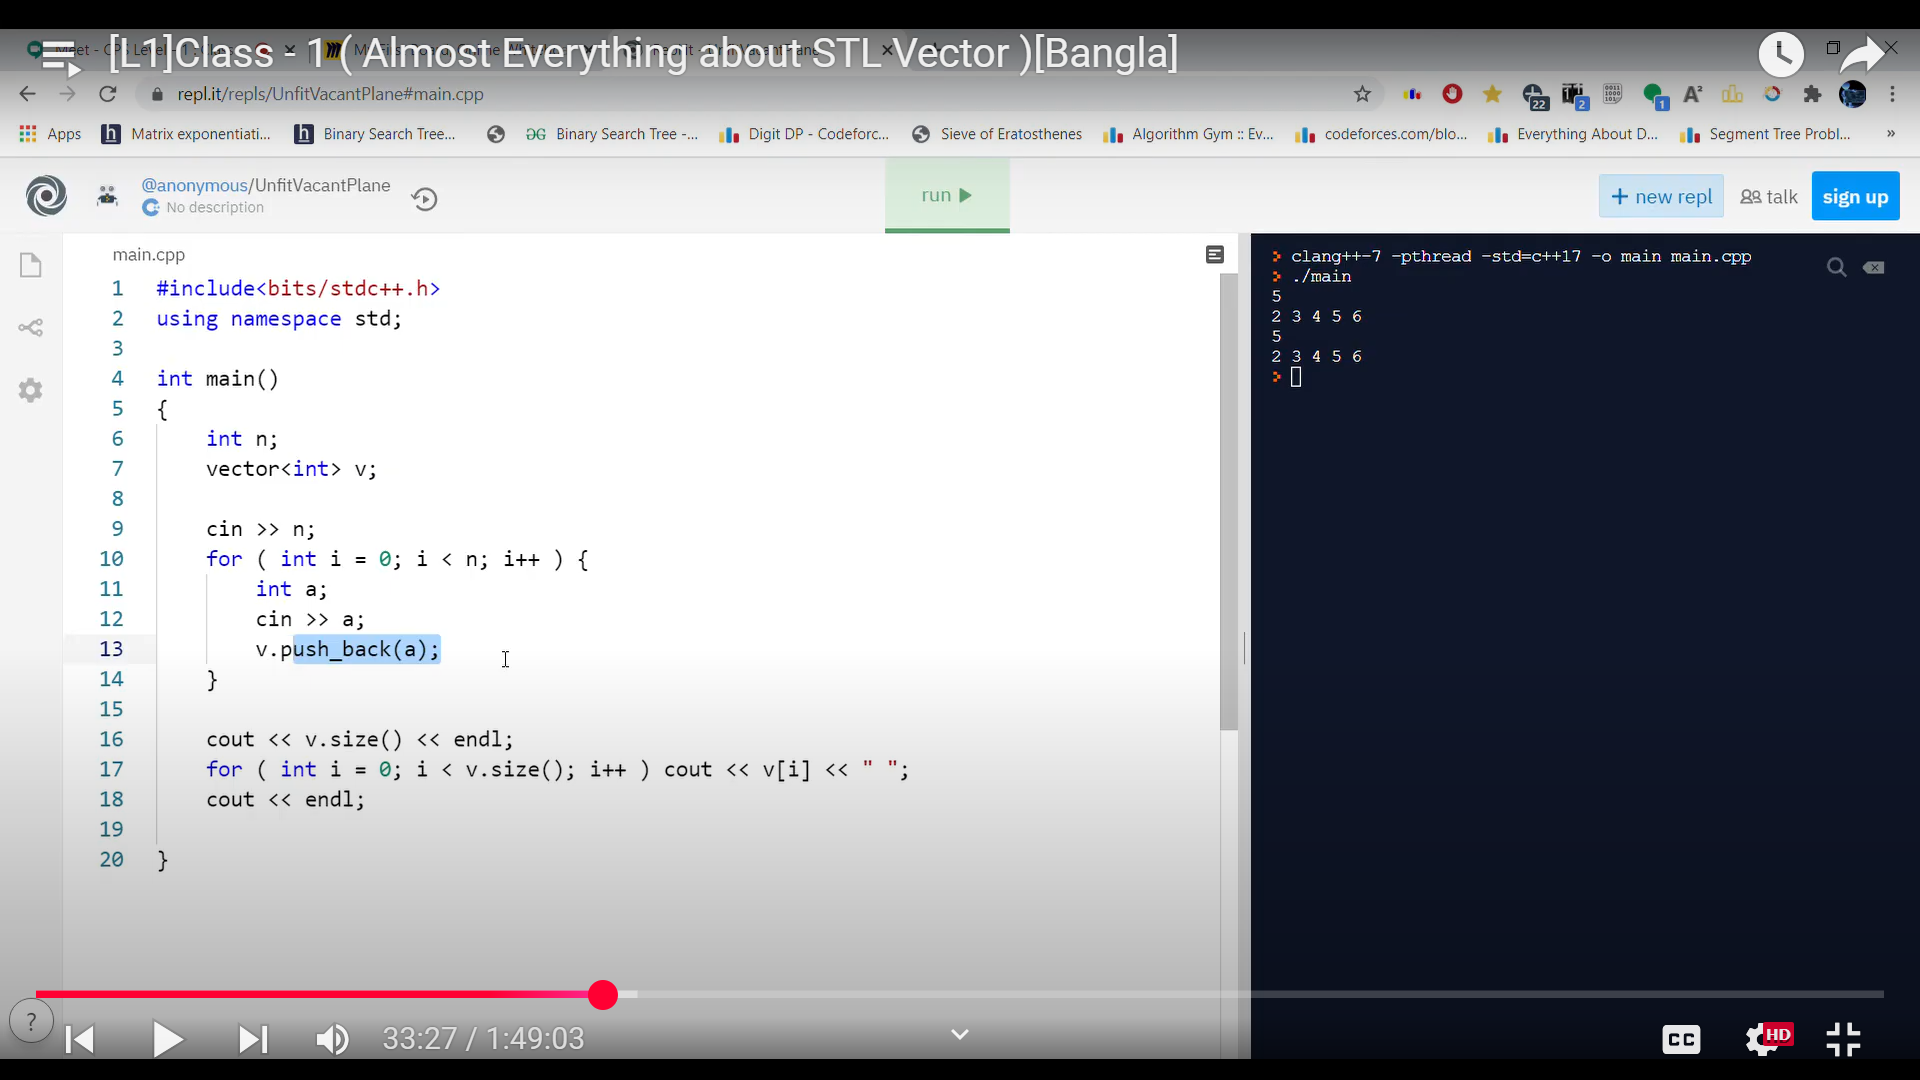 [L1]Class - 1 ( Almost Everything about STL Vector )[Bangla]
repl.it/repls/UnfitVacantPlane#main.cpp
22
2
1
Apps
Matrix exponentiati...
Binary Search Tree...
Binary Search Tree -...
Digit DP - Codeforc...
Sieve of Eratosthenes
Algorithm Gym :: Ev...
codeforces.com/blo...
Everything About D...
Segment Tree Probl...
»
@anonymous/UnfitVacantPlane
No description
run
+ new repl
talk
sign up
main.cpp
1 #include<bits/stdc++.h>
2 using namespace std;
3
4 int main()
5 {
6 int n;
7 vector<int> v;
8
9 cin >> n;
10 for ( int i = 0; i < n; i++ ) {
11 int a;
12 cin >> a;
13 v.push_back(a);
14 }
15
16 cout << v.size() << endl;
17 for ( int i = 0; i < v.size(); i++ ) cout << v[i] << " ";
18 cout << endl;
19
20 }
> clang++-7 -pthread -std=c++17 -o main main.cpp
> ./main
5
2 3 4 5 6
5
2 3 4 5 6
>
?
33:27 / 1:49:03
CC
HD